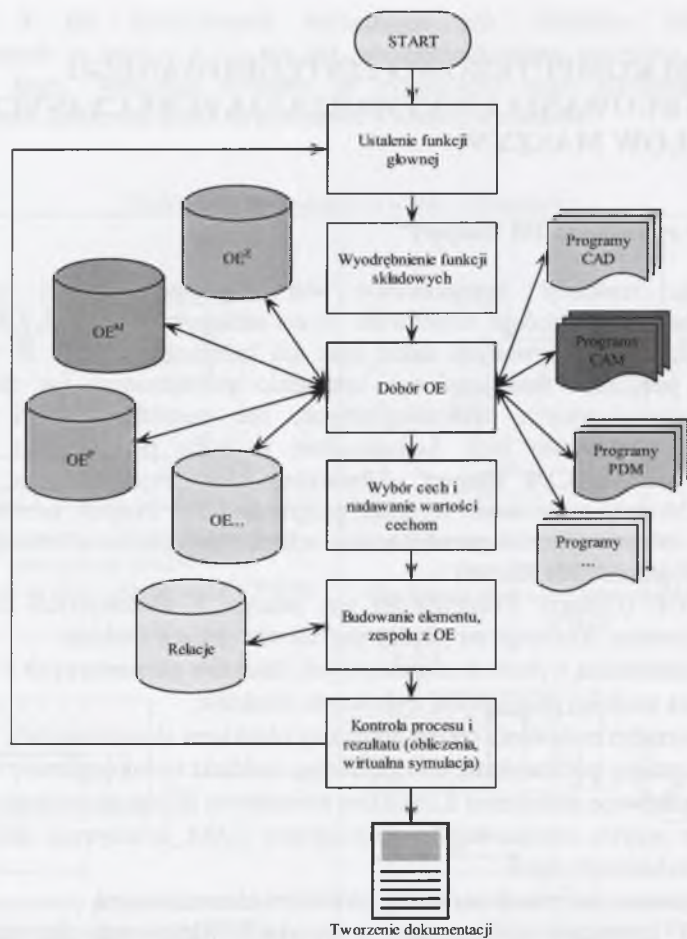 START
Ustalenie funkcji
głownej
Wyodrębnienie funkcji
składowych
OE^Z
OE^M
OE^P
OE...
Dobór OE
Programy
CAD
Programy
CAM
Programy
PDM
Programy
...
Wybór cech i
nadawanie wartości
cechom
Budowanie elementu,
zespołu z OE
Relacje
Kontrola procesu i
rezultatu (obliczenia,
wirtualna symulacja)
Tworzenie dokumentacji